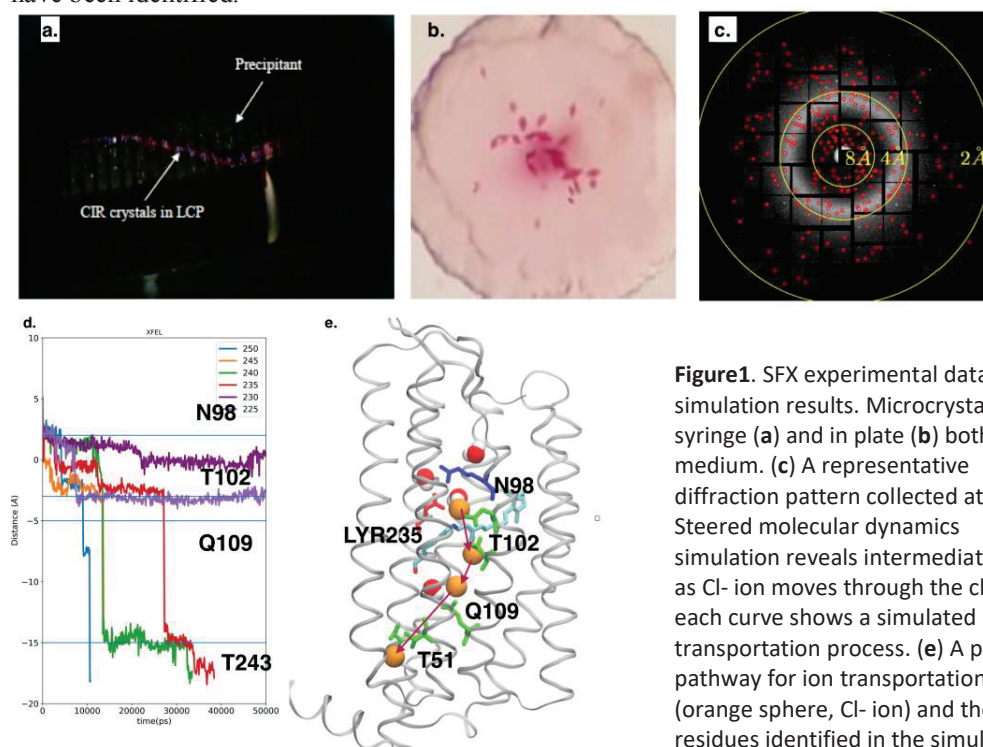 have been identified.
a.
Precipitant
CIR crystals in LCP
b.
c.
8Å 4Å 2Å
d.
XFEL
Distance (A)
10
5
0
−5
−10
−15
−20
250
245
240
235
230
225
N98
T102
Q109
T243
0 10000 20000 30000 40000 50000
time(ps)
e.
N98
LYR235
T102
Q109
T51
Figure1. SFX experimental data
simulation results. Microcrysta
syringe (a) and in plate (b) both
medium. (c) A representative
diffraction pattern collected at
Steered molecular dynamics
simulation reveals intermediat
as Cl- ion moves through the c
each curve shows a simulated
transportation process. (e) A p
pathway for ion transportation
(orange sphere, Cl- ion) and the
residues identified in the simul